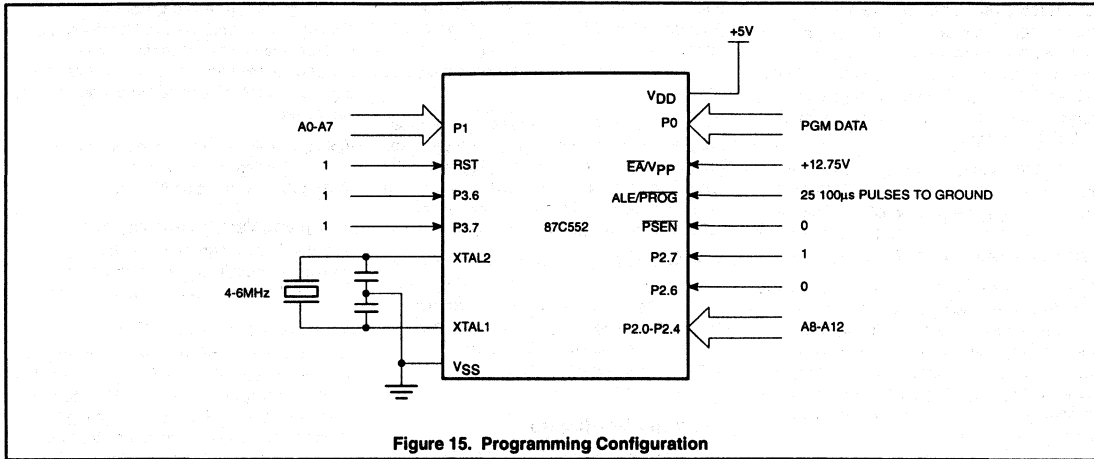 +5V
VDD
A0-A7
P1
P0
PGM DATA
1
RST
EA/VPP
+12.75V
1
P3.6
ALE/PROG
25 100µs PULSES TO GROUND
1
P3.7
87C552
PSEN
0
XTAL2
P2.7
1
4-6MHz
P2.6
0
XTAL1
P2.0-P2.4
A8-A12
VSS
Figure 15. Programming Configuration